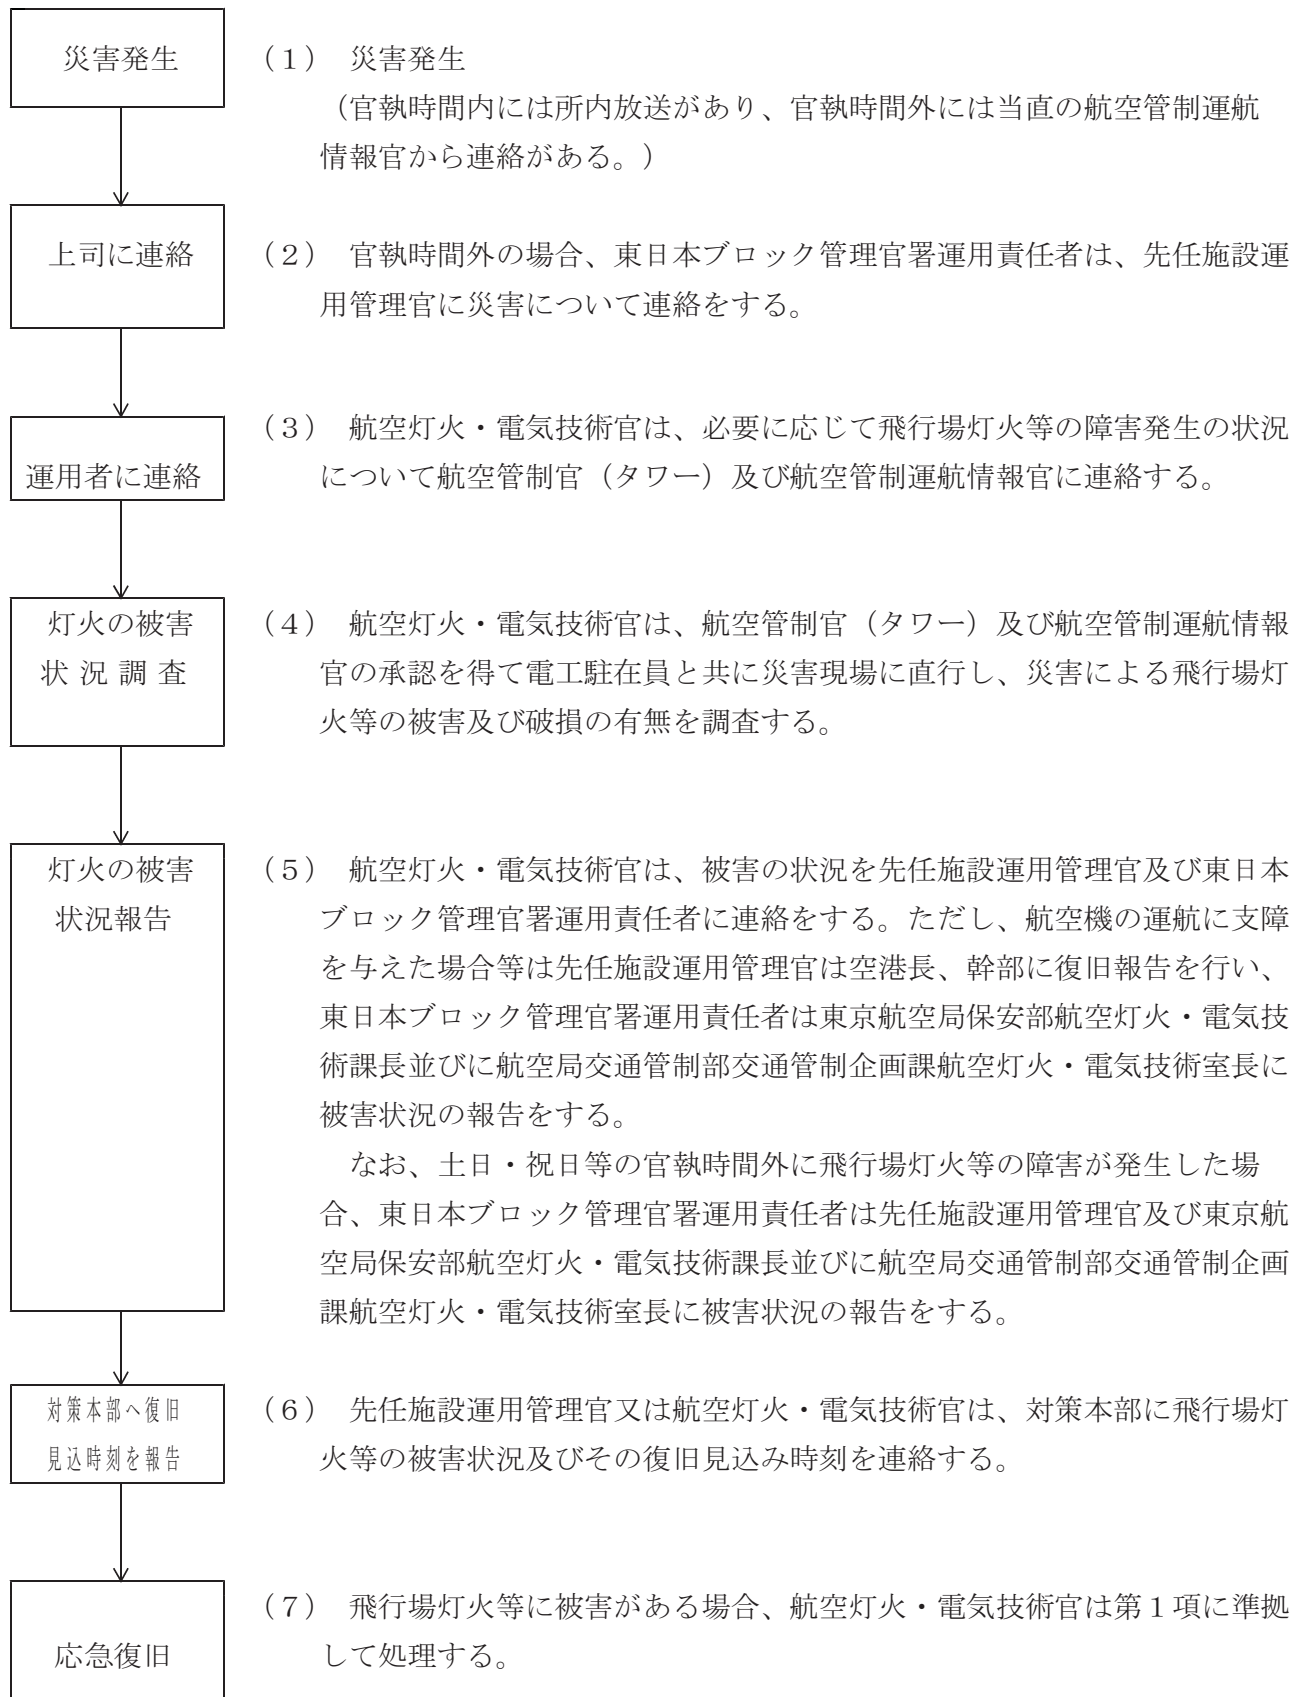 災害発生
(1) 災害発生
(官執時間内には所内放送があり、官執時間外には当直の航空管制運航
情報官から連絡がある。)
上司に連絡
(2) 官執時間外の場合、東日本ブロック管理官署運用責任者は、先任施設運
用管理官に災害について連絡をする。
運用者に連絡
(3) 航空灯火・電気技術官は、必要に応じて飛行場灯火等の障害発生の状況
について航空管制官(タワー)及び航空管制運航情報官に連絡する。
灯火の被害
状況調査
(4) 航空灯火・電気技術官は、航空管制官(タワー)及び航空管制運航情報
官の承認を得て電工駐在員と共に災害現場に直行し、災害による飛行場灯
火等の被害及び破損の有無を調査する。
灯火の被害
状況報告
(5) 航空灯火・電気技術官は、被害の状況を先任施設運用管理官及び東日本
ブロック管理官署運用責任者に連絡をする。ただし、航空機の運航に支障
を与えた場合等は先任施設運用管理官は空港長、幹部に復旧報告を行い、
東日本ブロック管理官署運用責任者は東京航空局保安部航空灯火・電気技
術課長並びに航空局交通管制部交通管制企画課航空灯火・電気技術室長に
被害状況の報告をする。
なお、土日・祝日等の官執時間外に飛行場灯火等の障害が発生した場
合、東日本ブロック管理官署運用責任者は先任施設運用管理官及び東京航
空局保安部航空灯火・電気技術課長並びに航空局交通管制部交通管制企画
課航空灯火・電気技術室長に被害状況の報告をする。
対策本部へ復旧
見込時刻を報告
(6) 先任施設運用管理官又は航空灯火・電気技術官は、対策本部に飛行場灯
火等の被害状況及びその復旧見込み時刻を連絡する。
応急復旧
(7) 飛行場灯火等に被害がある場合、航空灯火・電気技術官は第1項に準拠
して処理する。